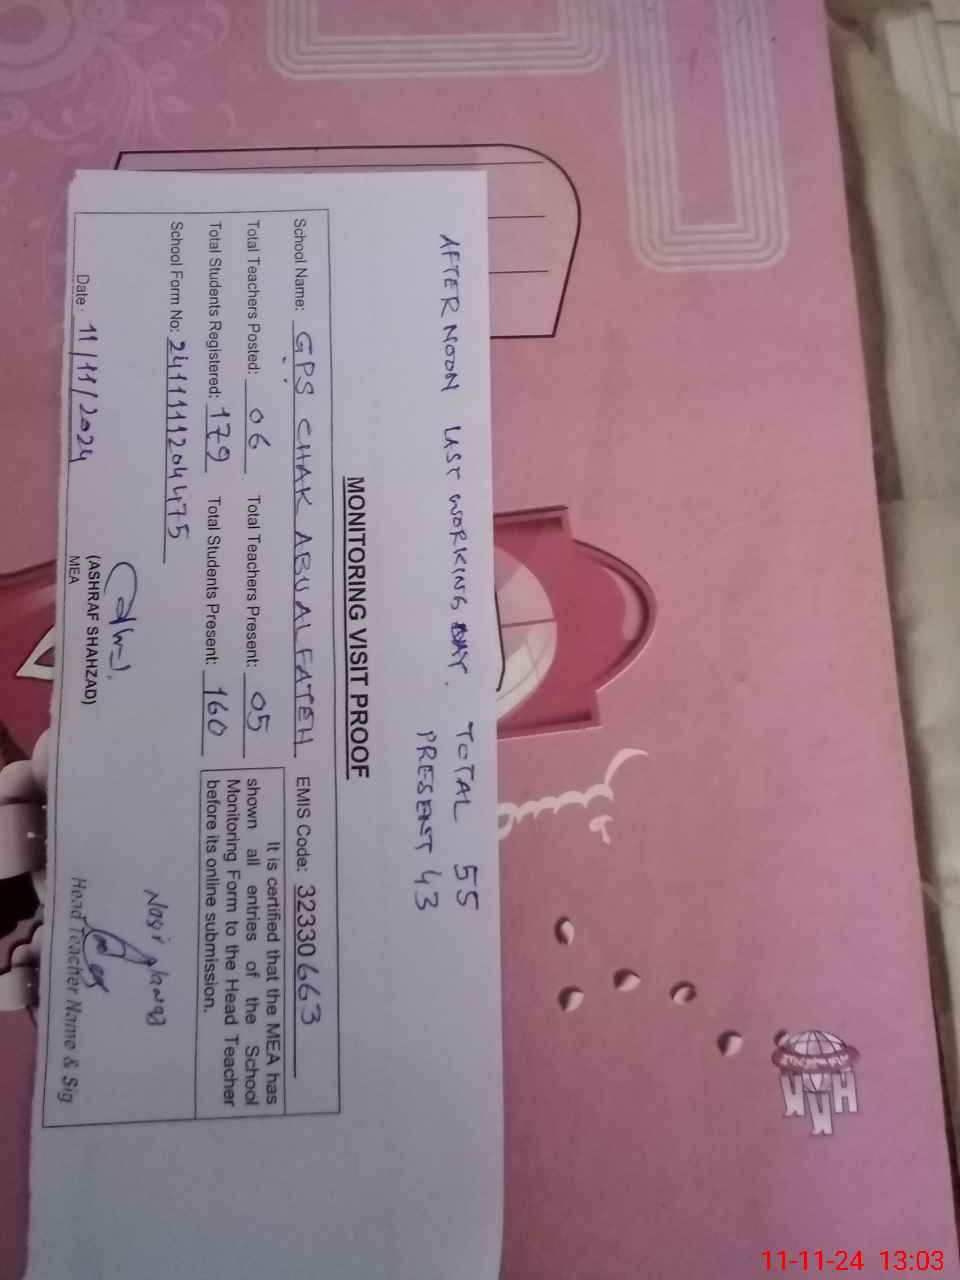 AFTER NOON LAST WORKING DAY. TOTAL 55
PRESENT 43
MONITORING VISIT PROOF
School Name: GPS CHAK ABUALFATEH EMIS Code: 32330663
Total Teachers Posted: 06 Total Teachers Present: 05
Total Students Registered: 179 Total Students Present: 160
School Form No: 241111204475
It is certified that the MEA has
shown all entries of the School
Monitoring Form to the Head Teacher
before its online submission.
(ASHRAF SHAHZAD)
MEA
Date: 11/11/2024
Head Teacher Name & Sig
11-11-24 13:03